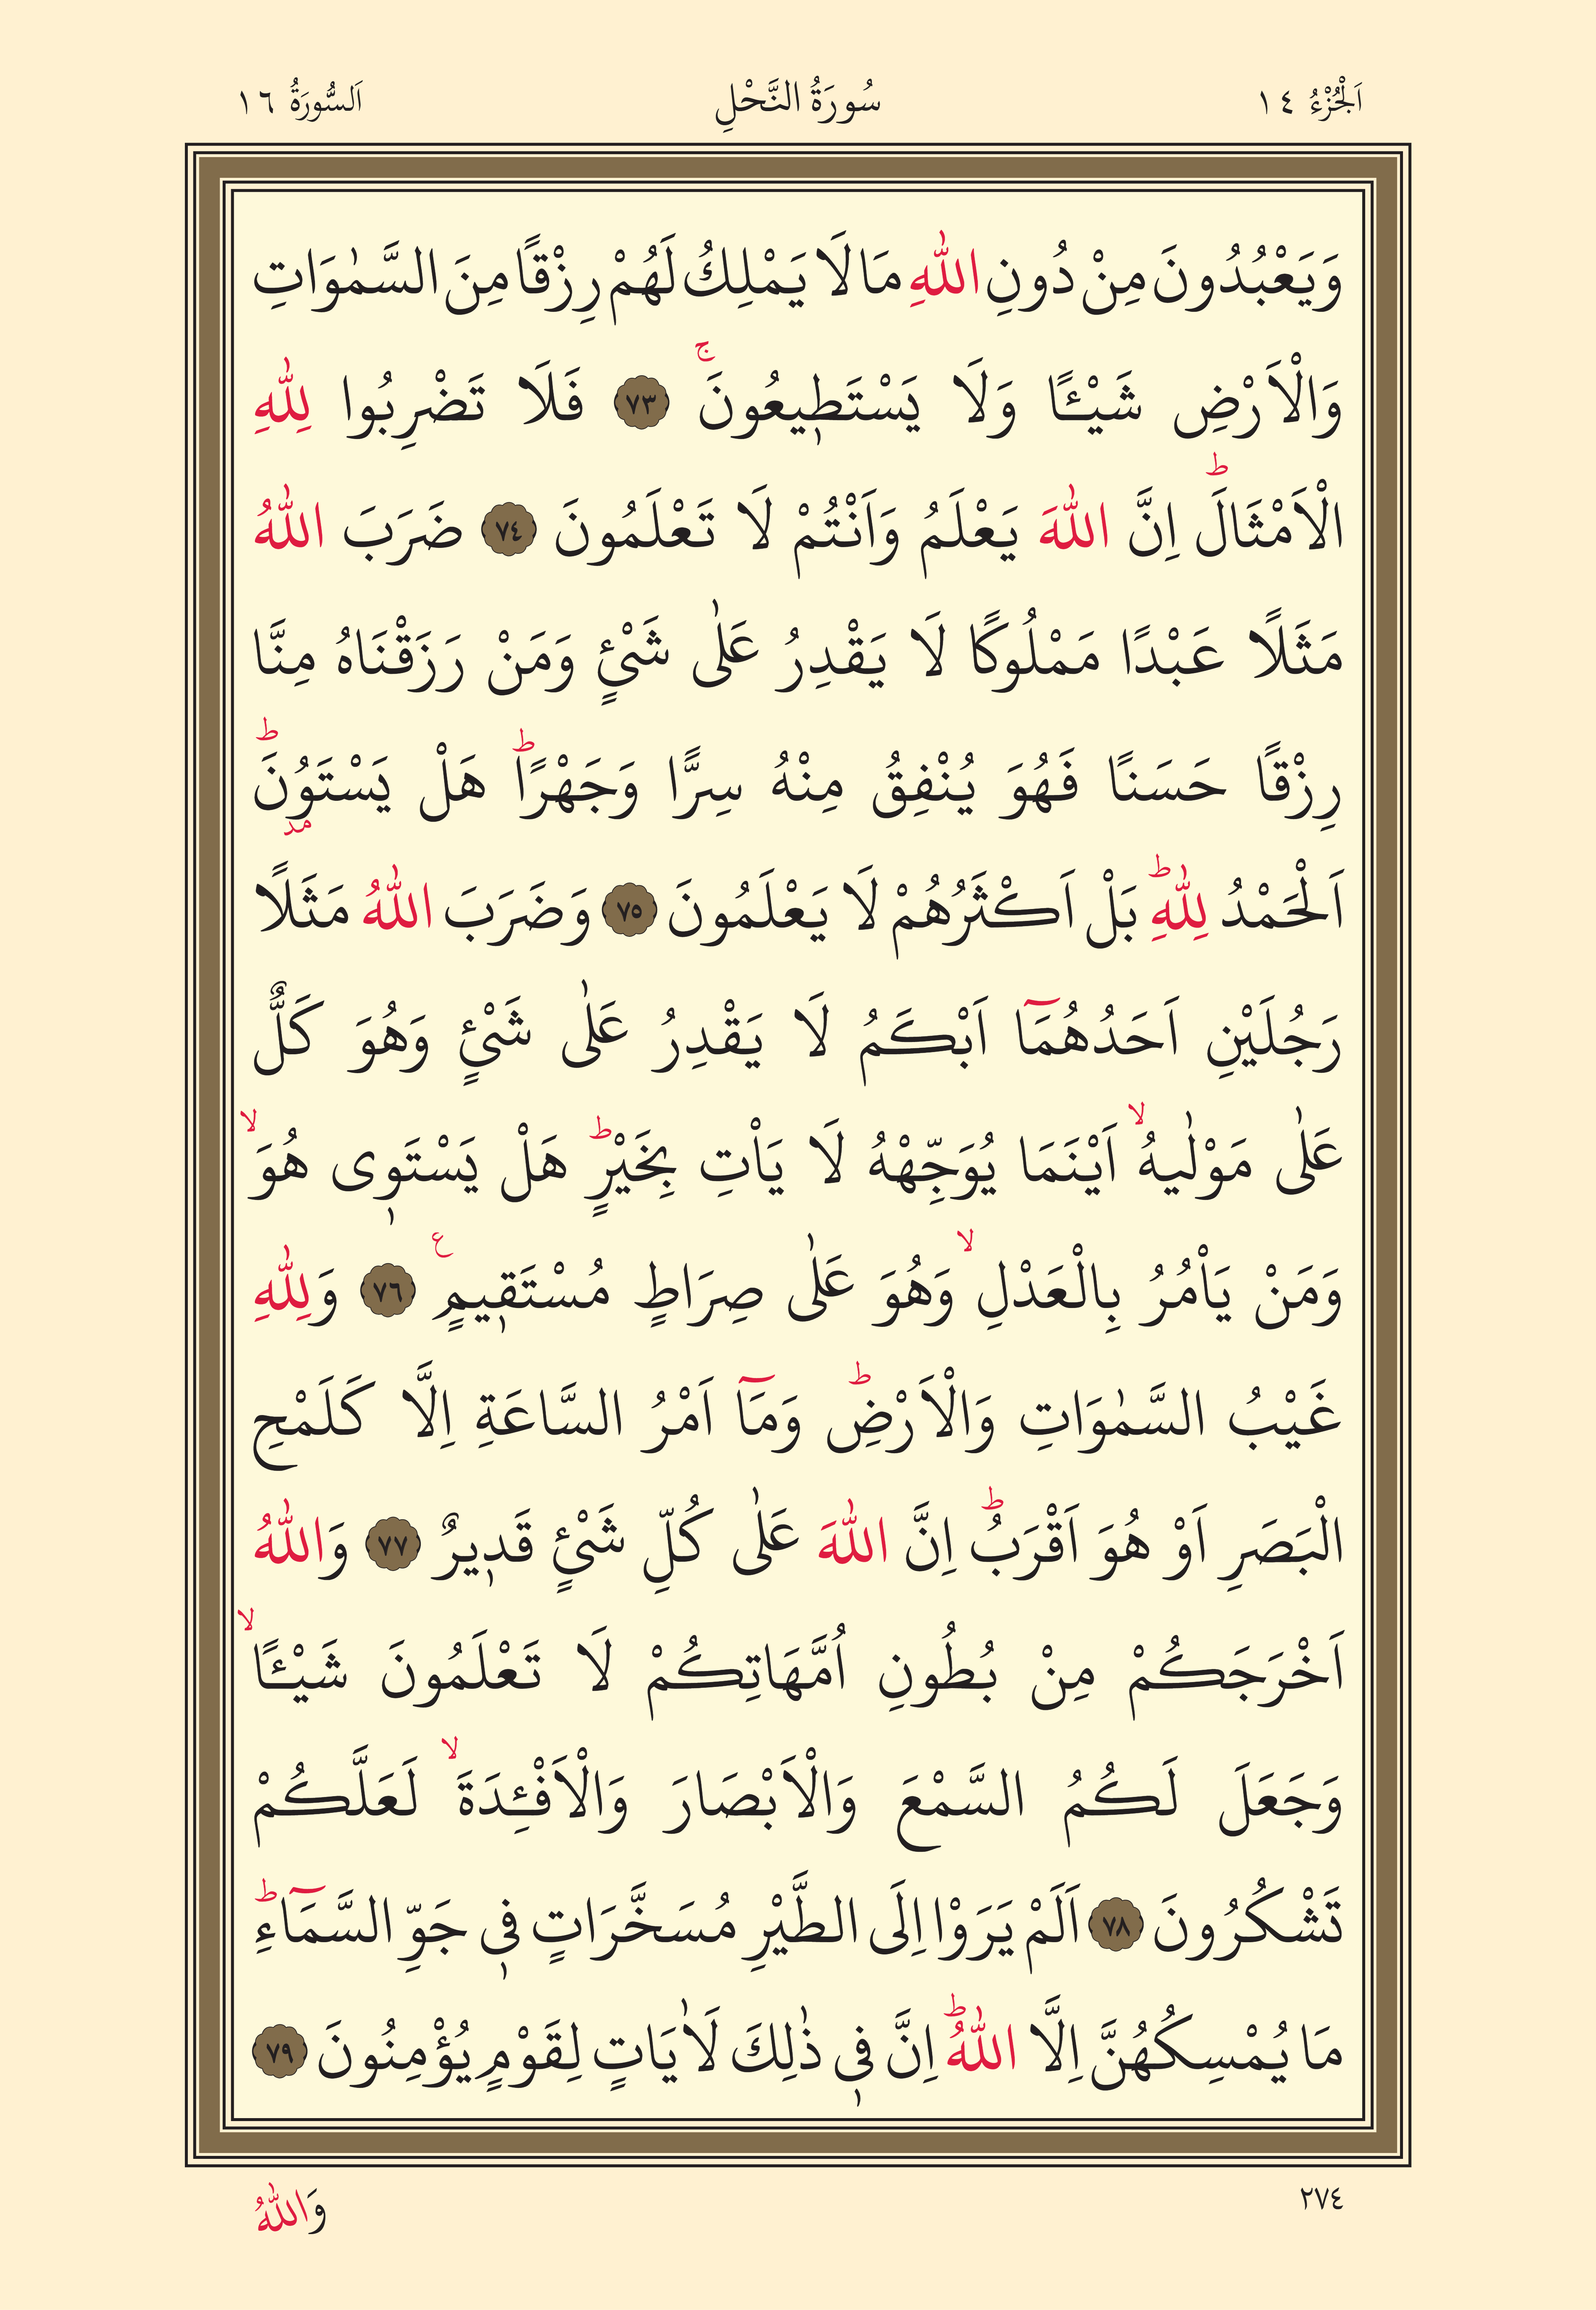 اَلْجُزْءُ ١٤ سُورَةُ النَّحْلِ اَلسُّورَةُ ١٦
وَيَعْبُدُونَ مِنْ دُونِ اللّٰهِ مَا لَا يَمْلِكُ لَهُمْ رِزْقًا مِنَ السَّمٰوَاتِ
وَالْاَرْضِ شَيْـًٔا وَلَا يَسْتَطٖيعُونَۚ ٧٣ فَلَا تَضْرِبُوا لِلّٰهِ
الْاَمْثَالَؕ اِنَّ اللّٰهَ يَعْلَمُ وَاَنْتُمْ لَا تَعْلَمُونَ ٧٤ ضَرَبَ اللّٰهُ
مَثَلًا عَبْدًا مَمْلُوكًا لَا يَقْدِرُ عَلٰى شَیْءٍ وَمَنْ رَزَقْنَاهُ مِنَّا
رِزْقًا حَسَنًا فَهُوَ يُنْفِقُ مِنْهُ سِرًّا وَجَهْرًاؕ هَلْ يَسْتَوُنَؕ
مد
اَلْحَمْدُ لِلّٰهِؕ بَلْ اَكْثَرُهُمْ لَا يَعْلَمُونَ ٧٥ وَضَرَبَ اللّٰهُ مَثَلًا
رَجُلَيْنِ اَحَدُهُمَٓا اَبْكَمُ لَا يَقْدِرُ عَلٰى شَیْءٍ وَهُوَ كَلٌّ
عَلٰى مَوْلٰيهُۙ اَيْنَمَا يُوَجِّهْهُ لَا يَاْتِ بِخَيْرٍؕ هَلْ يَسْتَوٖى هُوَۙ
وَمَنْ يَاْمُرُ بِالْعَدْلِۙ وَهُوَ عَلٰى صِرَاطٍ مُسْتَقٖيمٍ ع ٧٦ وَلِلّٰهِ
غَيْبُ السَّمٰوَاتِ وَالْاَرْضِؕ وَمَٓا اَمْرُ السَّاعَةِ اِلَّا كَلَمْحِ
الْبَصَرِ اَوْ هُوَ اَقْرَبُؕ اِنَّ اللّٰهَ عَلٰى كُلِّ شَیْءٍ قَدٖيرٌ ٧٧ وَاللّٰهُ
اَخْرَجَكُمْ مِنْ بُطُونِ اُمَّهَاتِكُمْ لَا تَعْلَمُونَ شَيْـًٔاۙ
وَجَعَلَ لَكُمُ السَّمْعَ وَالْاَبْصَارَ وَالْاَفْـِٔدَةَۙ لَعَلَّكُمْ
تَشْكُرُونَ ٧٨ اَلَمْ يَرَوْا اِلَى الطَّيْرِ مُسَخَّرَاتٍ فٖى جَوِّ السَّمَٓاءِؕ
مَا يُمْسِكُهُنَّ اِلَّا اللّٰهُؕ اِنَّ فٖى ذٰلِكَ لَاٰيَاتٍ لِقَوْمٍ يُؤْمِنُونَ ٧٩
٢٧٤ وَاللّٰهُ